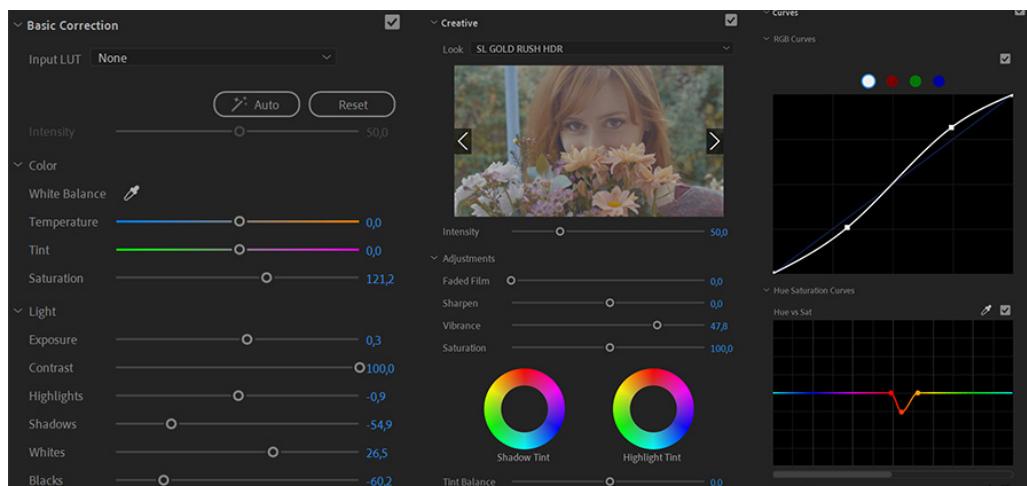 Basic Correction
Input LUT None
Auto Reset
Intensity 50,0
Color
White Balance
Temperature 0,0
Tint 0,0
Saturation 121,2
Light
Exposure 0,3
Contrast 100,0
Highlights -0,9
Shadows -54,9
Whites 26,5
Blacks -60,2
Creative
Look SL GOLD RUSH HDR
Intensity 50,0
Adjustments
Faded Film 0,0
Sharpen 0,0
Vibrance 47,8
Saturation 100,0
Shadow Tint Highlight Tint
Tint Balance 0,0
Curves
RGB Curves
Hue Saturation Curves
Hue vs Sat